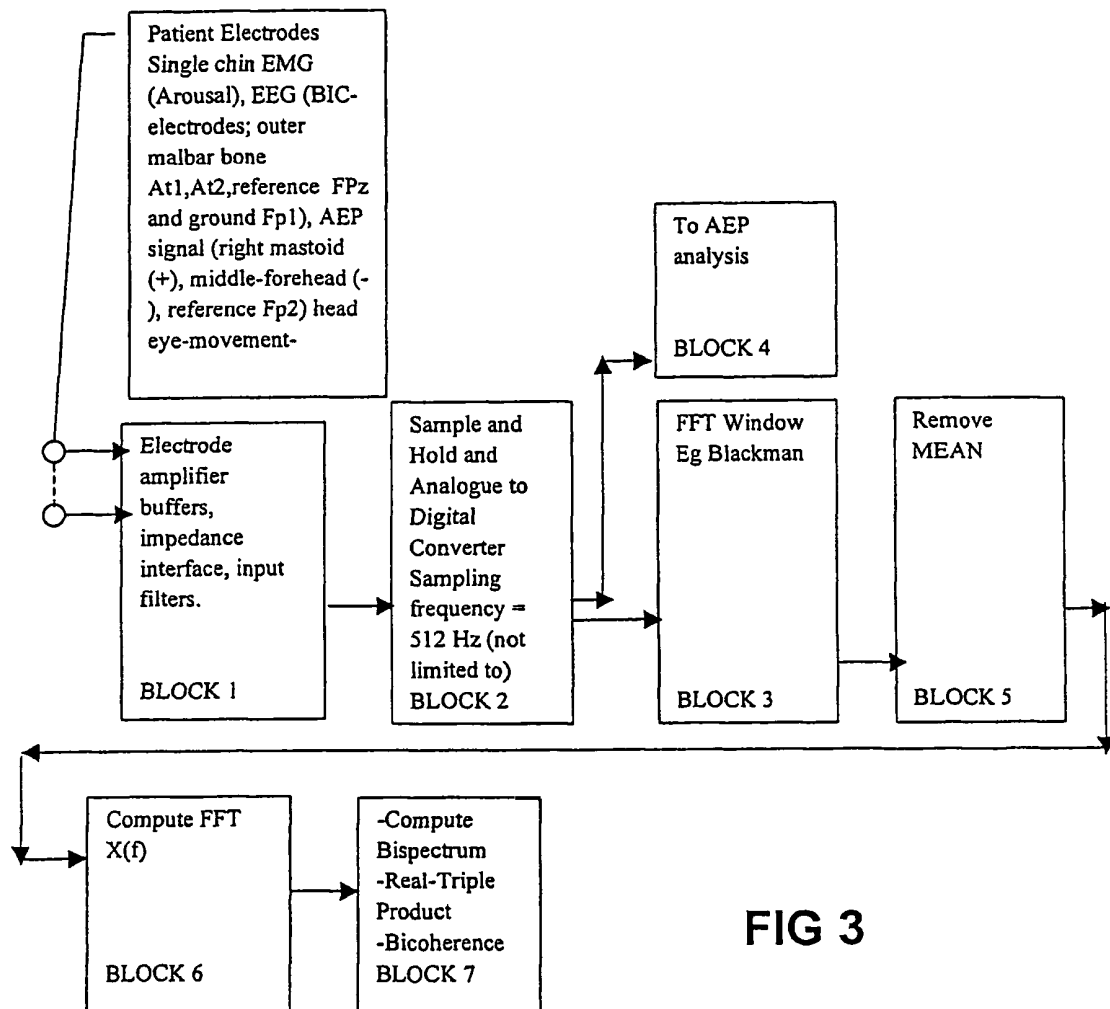 Patient Electrodes
Single chin EMG
(Arousal), EEG (BIC-
electrodes; outer
malbar bone
At1,At2,reference FPz
and ground Fp1), AEP
signal (right mastoid
(+), middle-forehead (-
), reference Fp2) head
eye-movement-
To AEP
analysis
BLOCK 4
Electrode
amplifier
buffers,
impedance
interface, input
filters.
BLOCK 1
Sample and
Hold and
Analogue to
Digital
Converter
Sampling
frequency =
512 Hz (not
limited to)
BLOCK 2
FFT Window
Eg Blackman
BLOCK 3
Remove
MEAN
BLOCK 5
Compute FFT
X(f)
BLOCK 6
-Compute
Bispectrum
-Real-Triple
Product
-Bicoherence
BLOCK 7
FIG 3